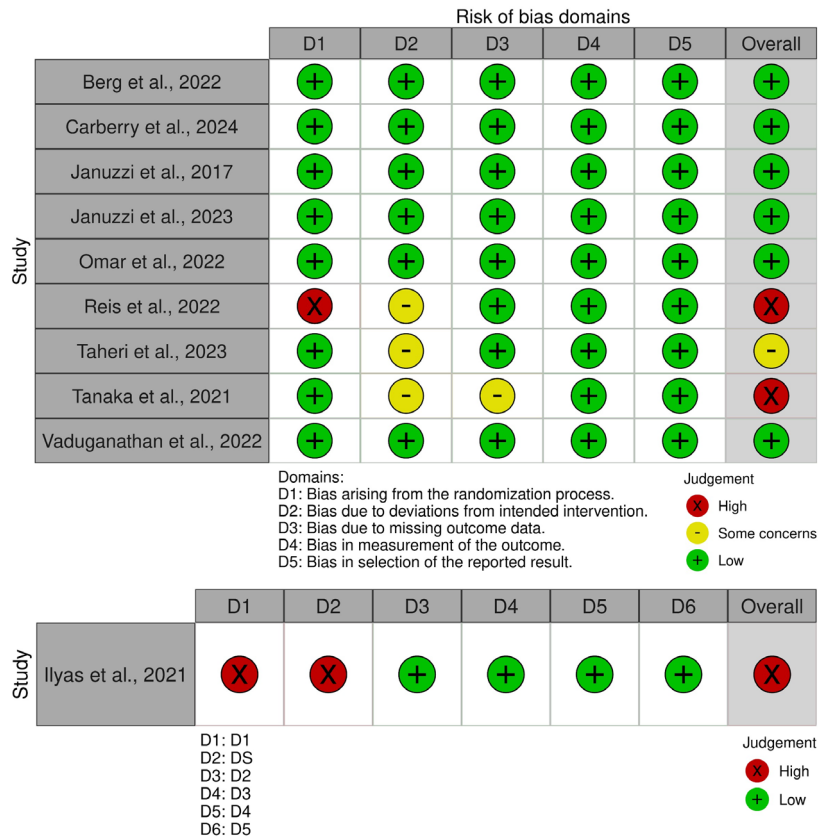 Risk of bias domains
D1 D2 D3 D4 D5 Overall
Study
Berg et al., 2022 + + + + + +
Carberry et al., 2024 + + + + + +
Januzzi et al., 2017 + + + + + +
Januzzi et al., 2023 + + + + + +
Omar et al., 2022 + + + + + +
Reis et al., 2022 X - + + + X
Taheri et al., 2023 + - + + + -
Tanaka et al., 2021 + - - + + X
Vaduganathan et al., 2022 + + + + + +
Domains:
D1: Bias arising from the randomization process.
D2: Bias due to deviations from intended intervention.
D3: Bias due to missing outcome data.
D4: Bias in measurement of the outcome.
D5: Bias in selection of the reported result.
Judgement
X High
- Some concerns
+ Low
D1 D2 D3 D4 D5 D6 Overall
Study
Ilyas et al., 2021 X X + + + + X
D1: D1
D2: DS
D3: D2
D4: D3
D5: D4
D6: D5
Judgement
X High
+ Low